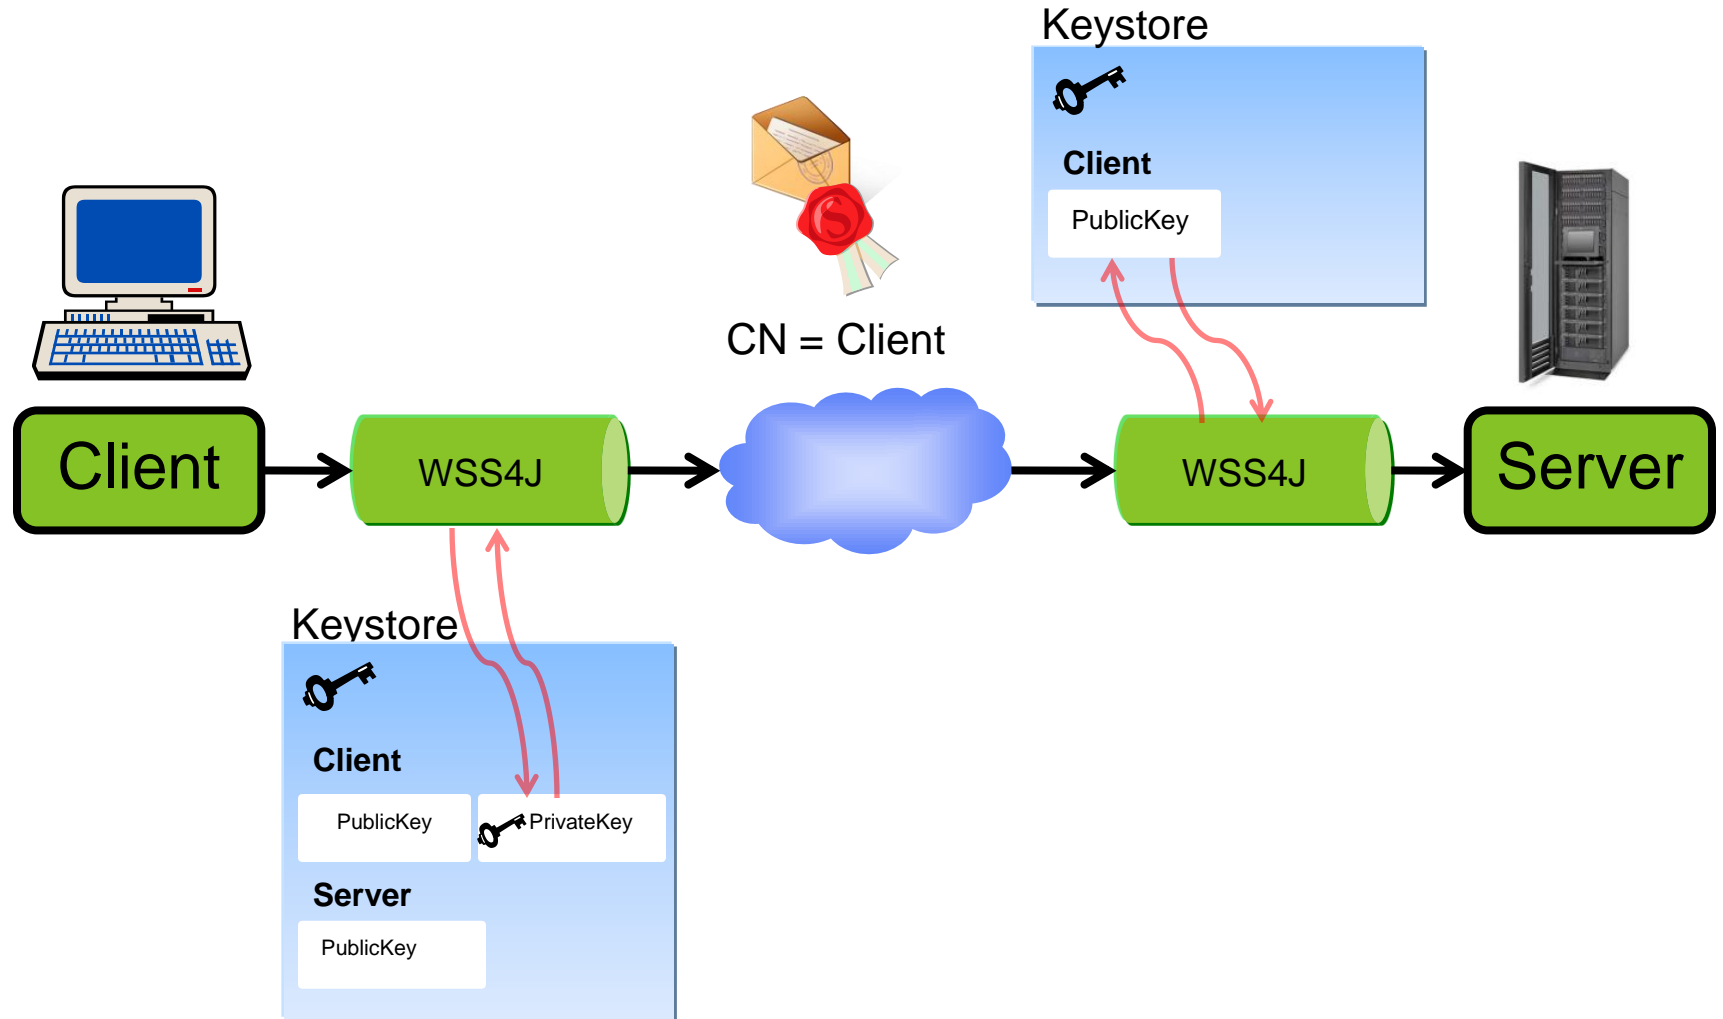 Keystore
Client
PublicKey
S
CN = Client
Client
WSS4J
WSS4J
Server
Keystore
Client
PublicKey
PrivateKey
Server
PublicKey